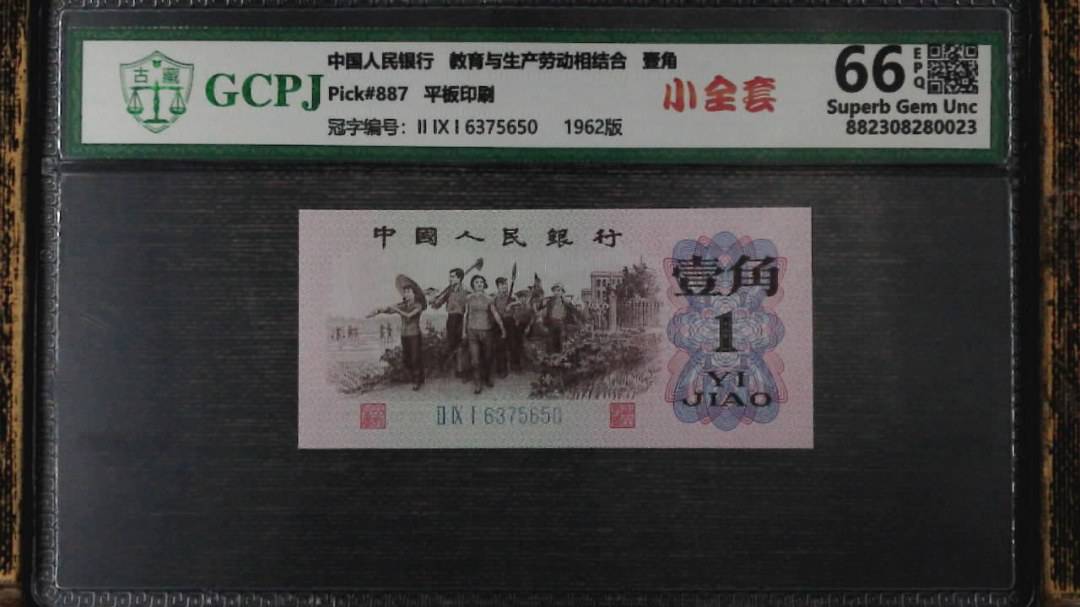 古藏
GCPJ
中国人民银行 教育与生产劳动相结合 壹角
Pick#887 平板印刷
冠字编号: II IX I 6375650 1962版
小全套
66 EPQ
Superb Gem Unc
882308280023
中國人民銀行
壹角
1
YI
JIAO
II IX I 6375650